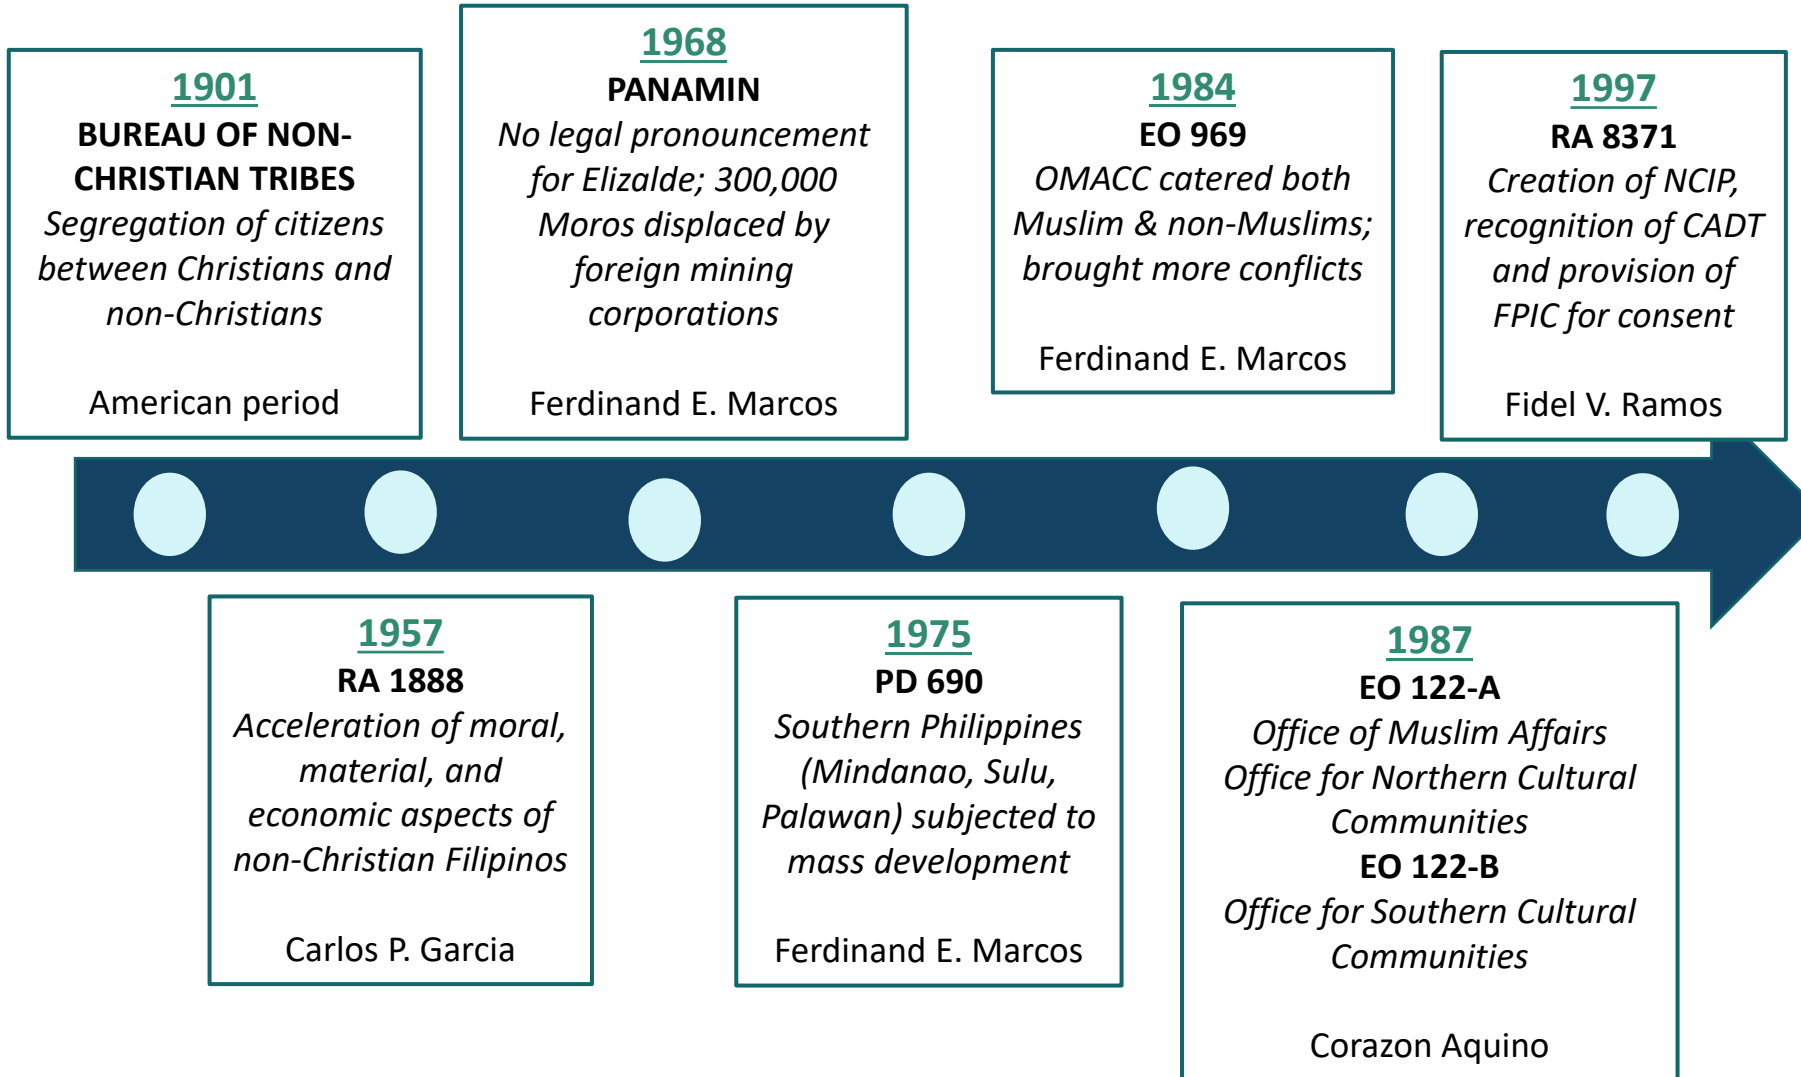 1901
BUREAU OF NON-
CHRISTIAN TRIBES
Segregation of citizens
between Christians and
non-Christians
American period
1957
RA 1888
Acceleration of moral,
material, and
economic aspects of
non-Christian Filipinos
Carlos P. Garcia
1968
PANAMIN
No legal pronouncement
for Elizalde; 300,000
Moros displaced by
foreign mining
corporations
Ferdinand E. Marcos
1975
PD 690
Southern Philippines
(Mindanao, Sulu,
Palawan) subjected to
mass development
Ferdinand E. Marcos
1984
EO 969
OMACC catered both
Muslim & non-Muslims;
brought more conflicts
Ferdinand E. Marcos
1987
EO 122-A
Office of Muslim Affairs
Office for Northern Cultural
Communities
EO 122-B
Office for Southern Cultural
Communities
Corazon Aquino
1997
RA 8371
Creation of NCIP,
recognition of CADT
and provision of
FPIC for consent
Fidel V. Ramos